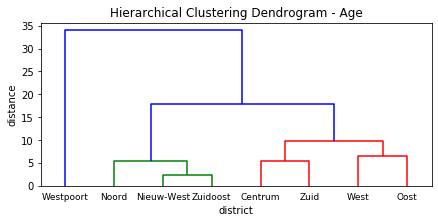 Hierarchical Clustering Dendrogram - Age
35
30
25
20
15
10
5
0
distance
Westpoort Noord Nieuw-West Zuidoost Centrum Zuid West Oost
district